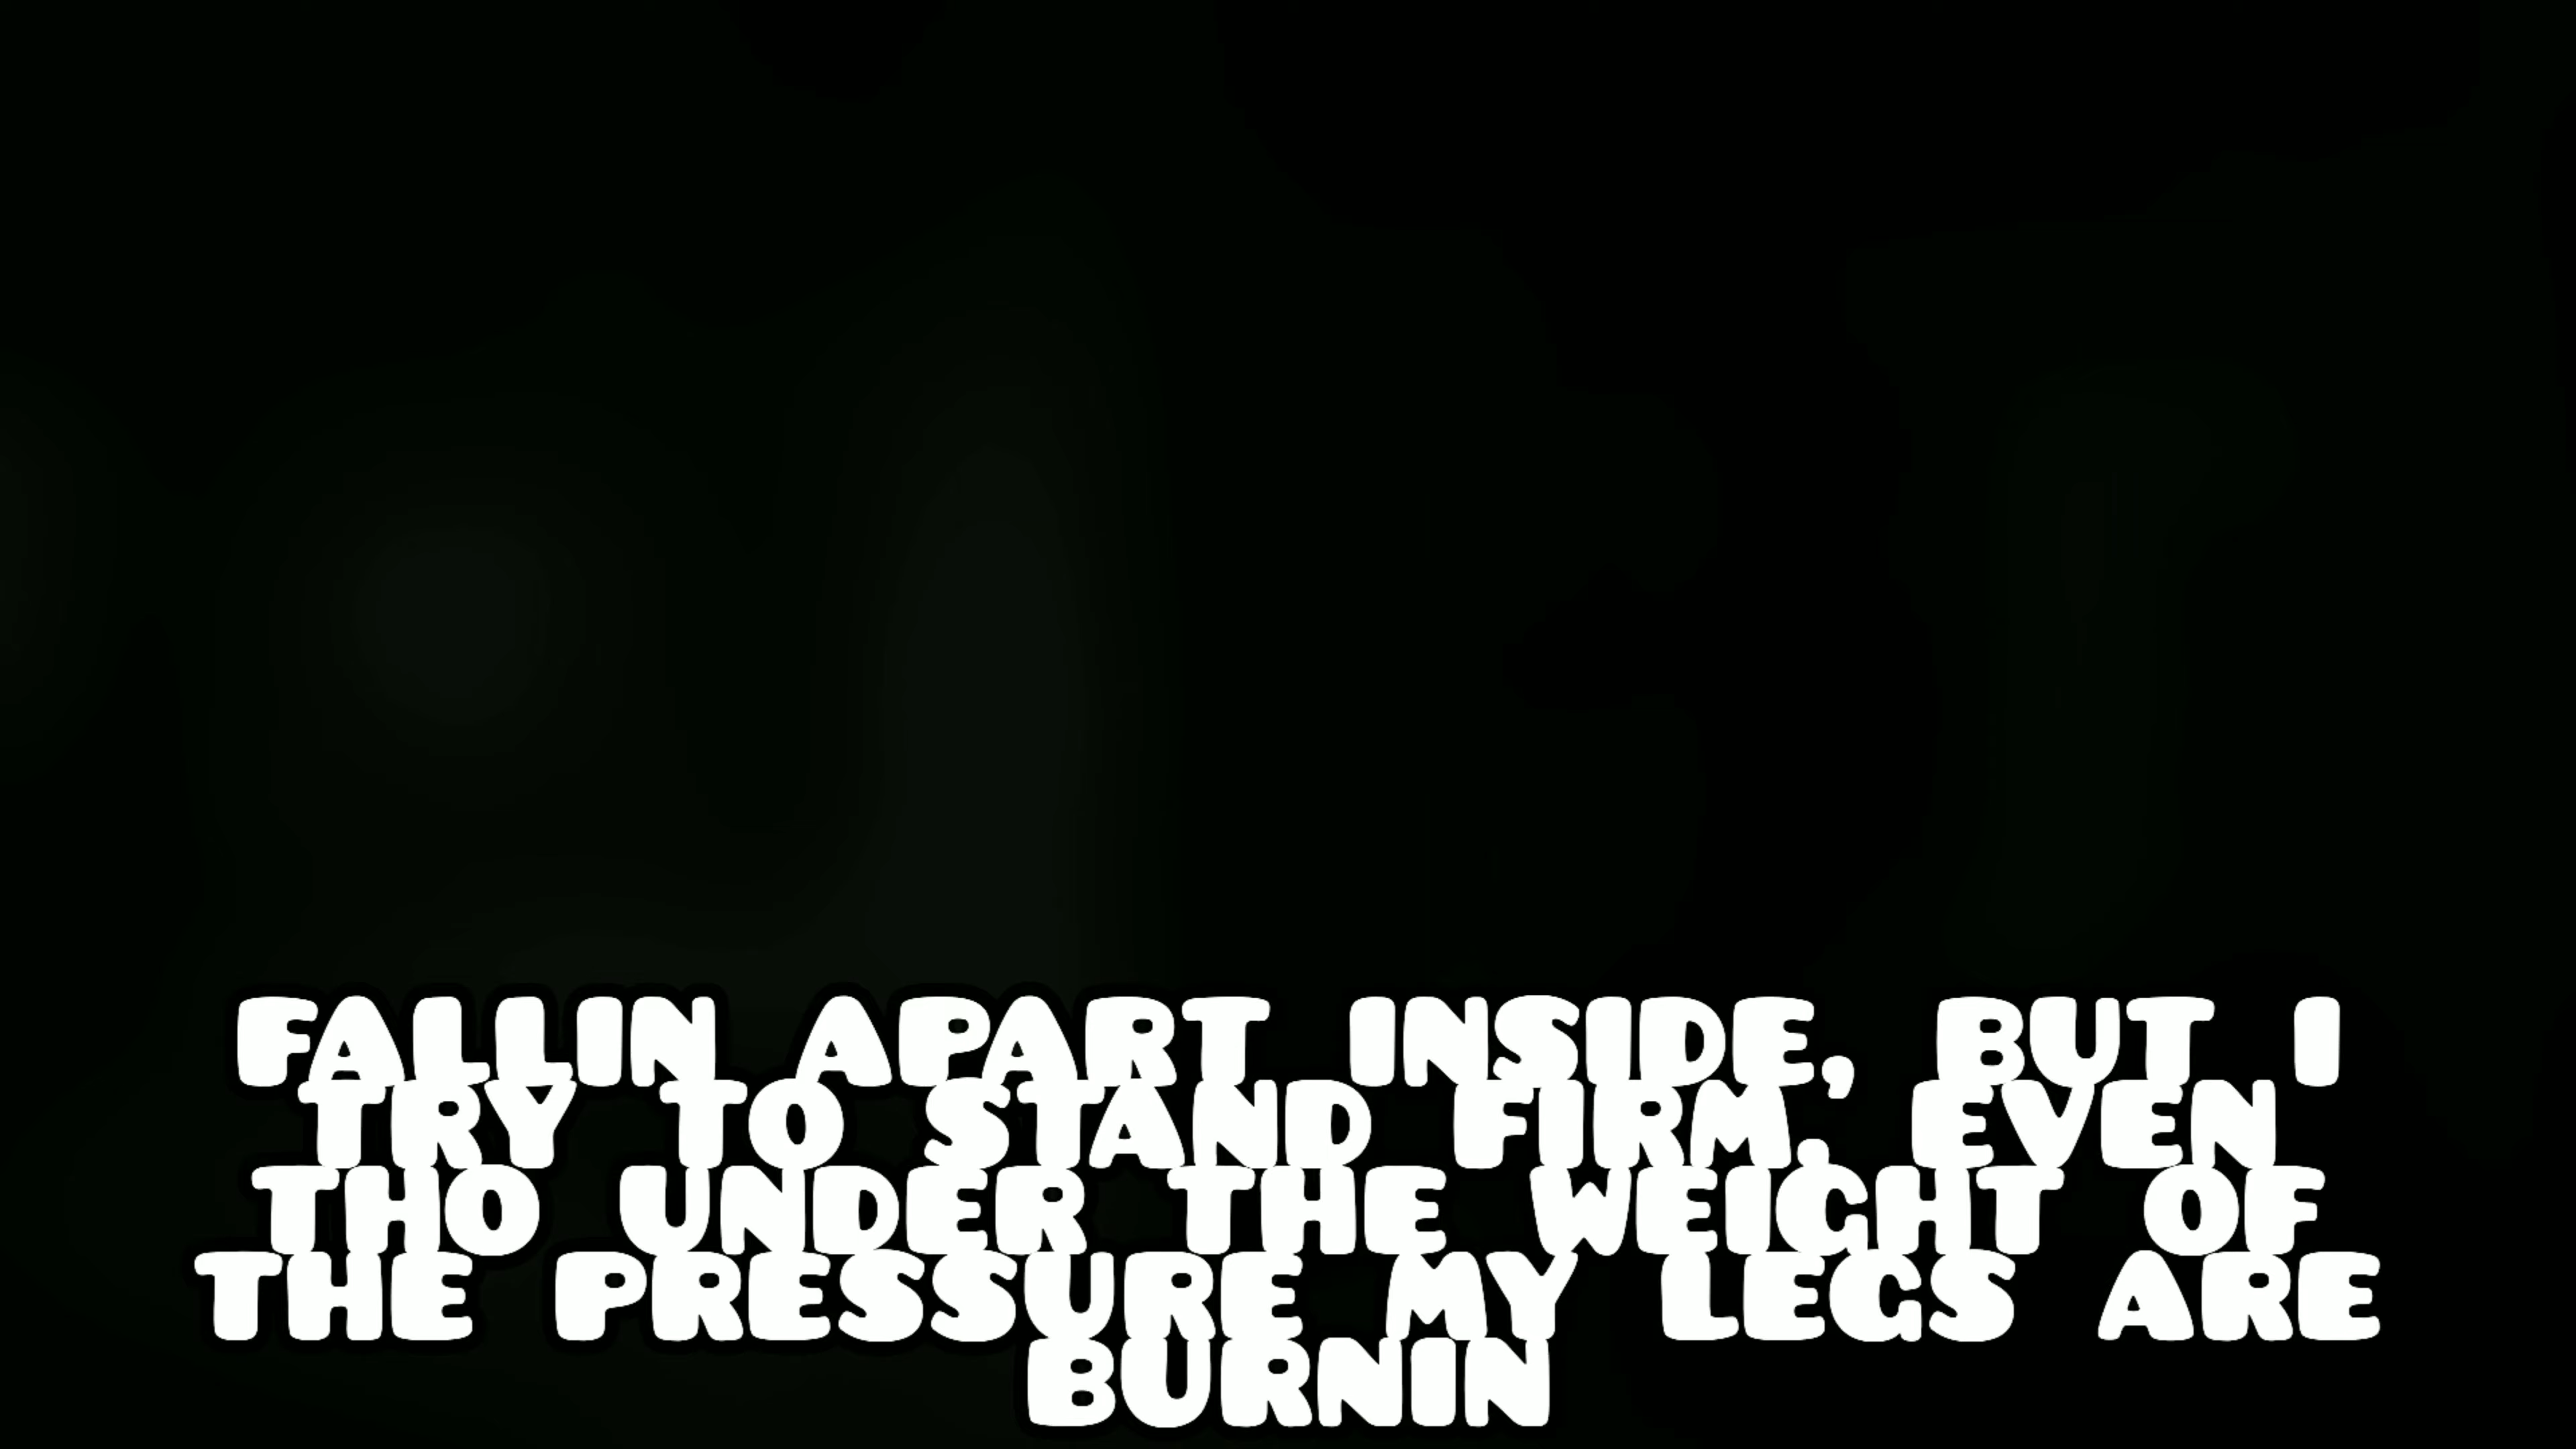 FALLIN APART INSIDE, BUT I
TRY TO STAND FIRM, EVEN
THO UNDER THE WEIGHT OF
THE PRESSURE MY LEGS ARE
BURNIN